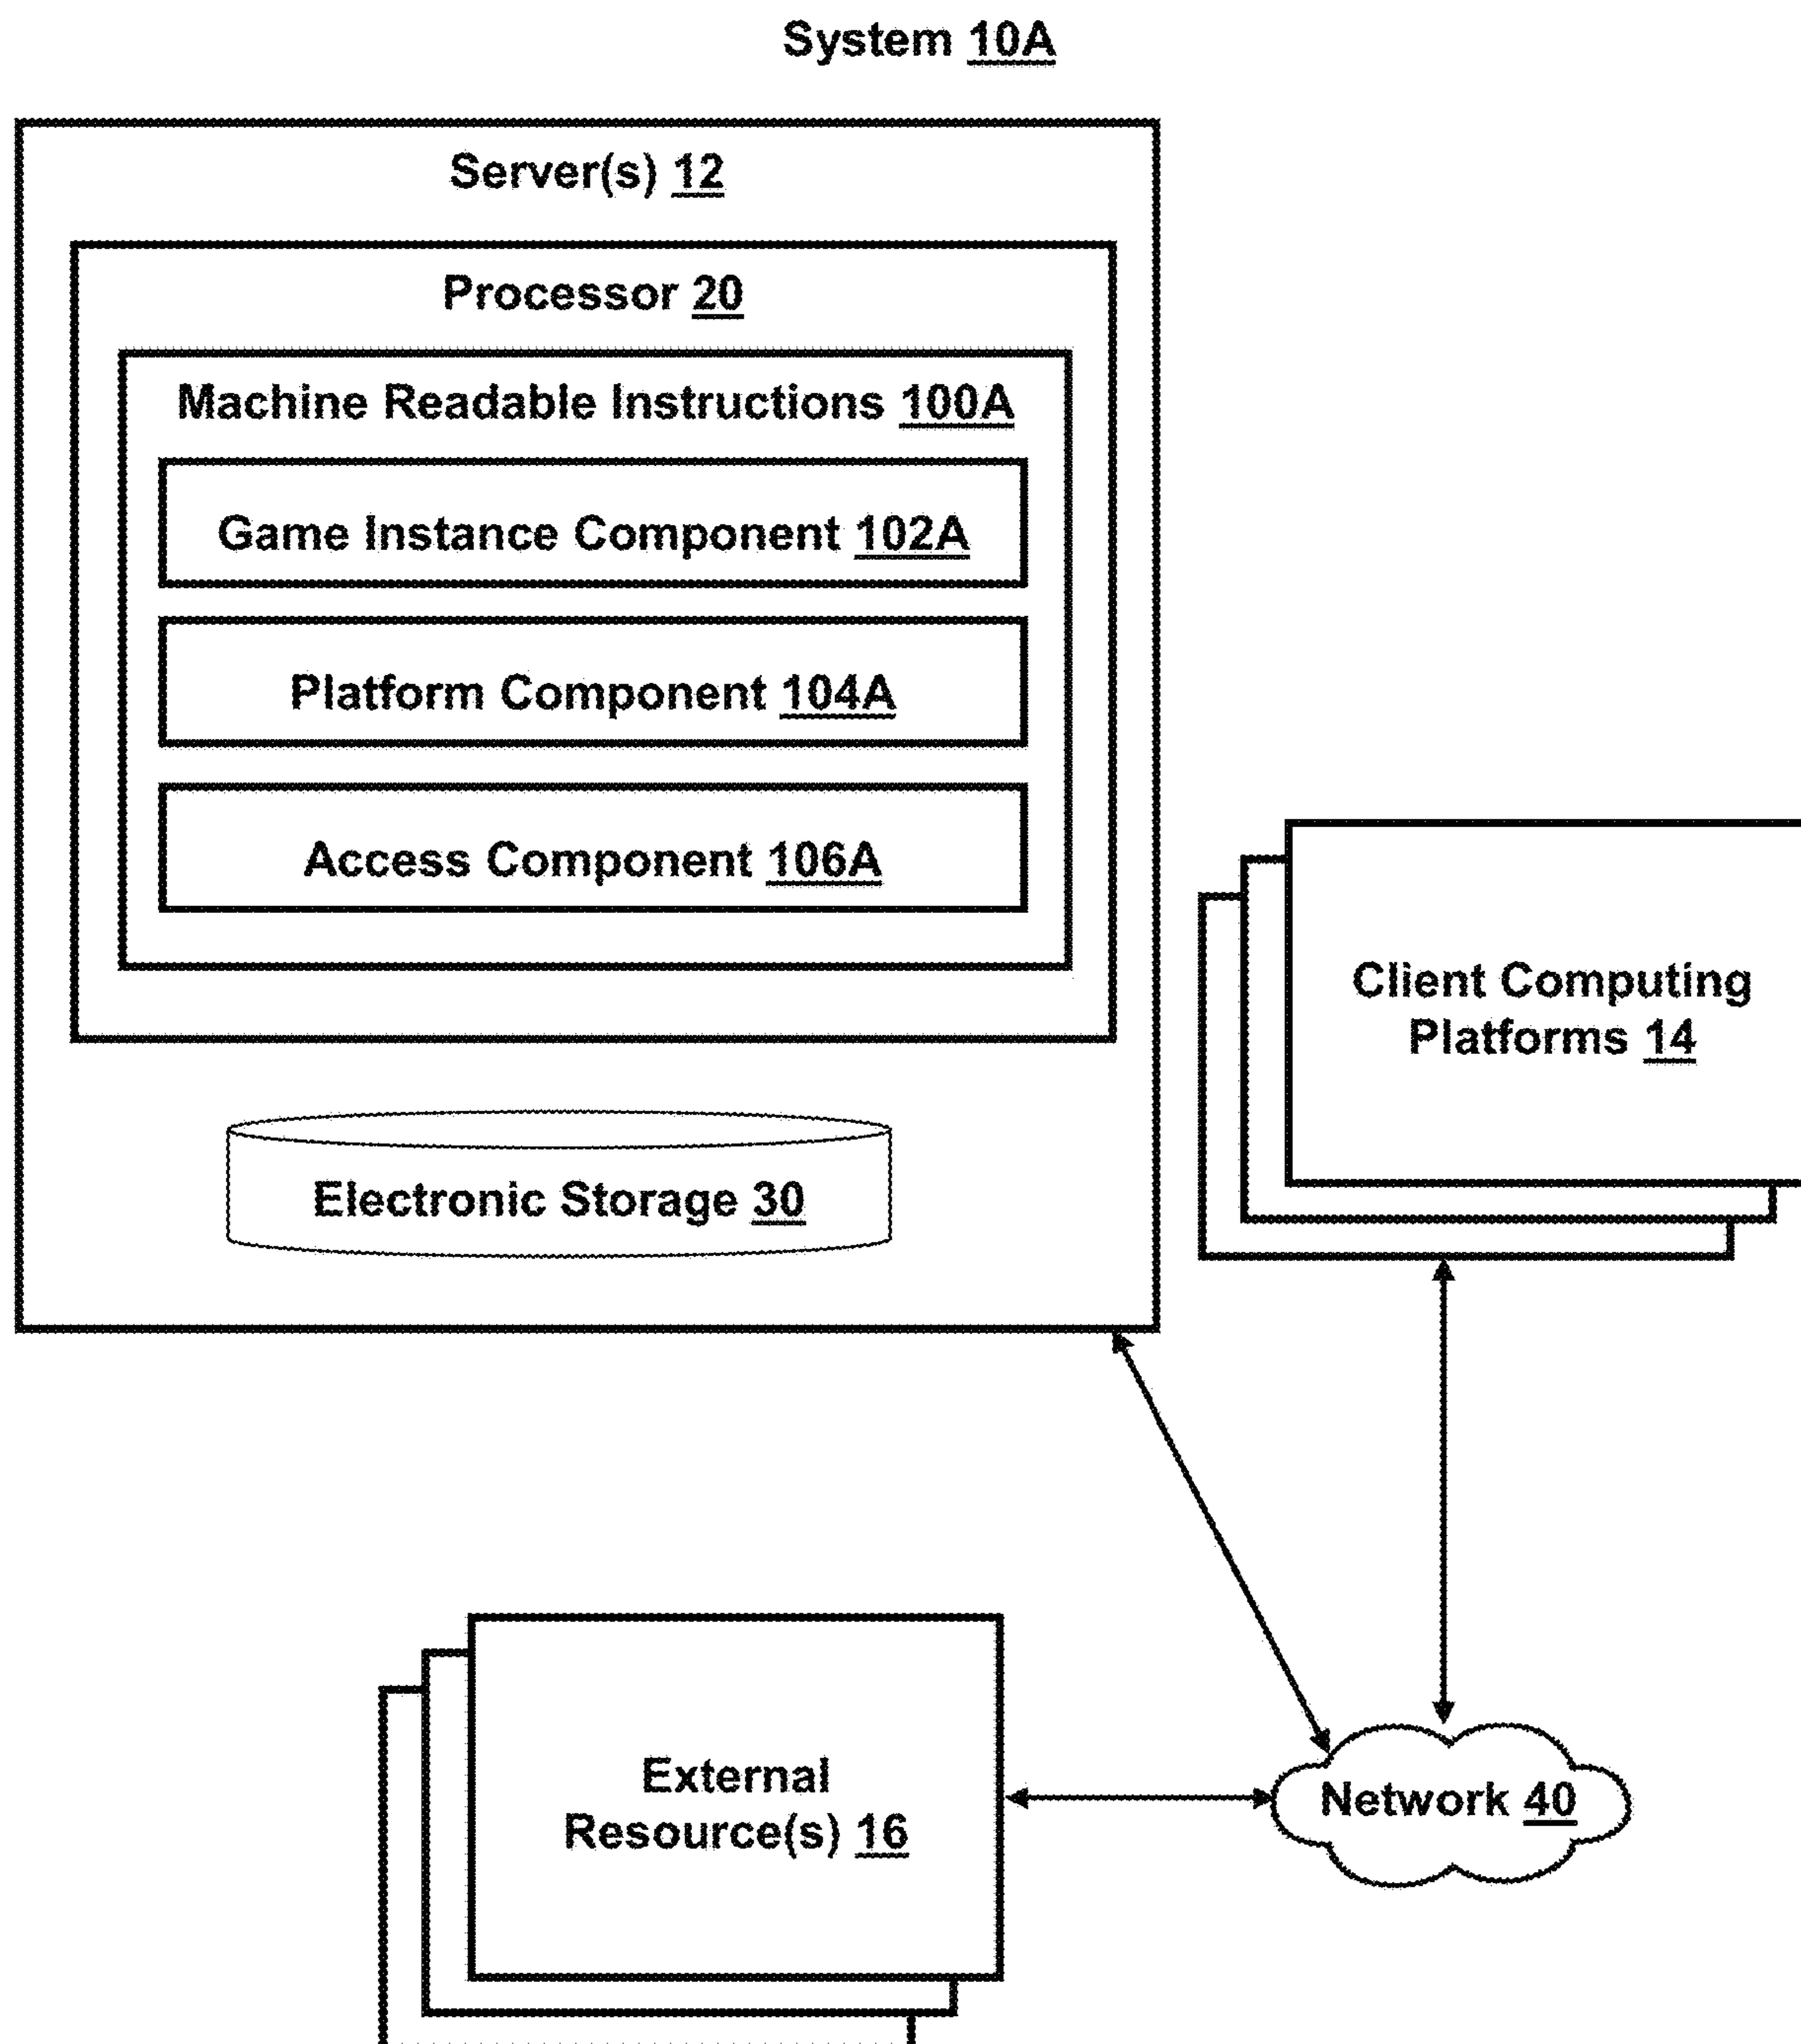 System 10A
Server(s) 12
Processor 20
Machine Readable Instructions 100A
Game Instance Component 102A
Platform Component 104A
Access Component 106A
Electronic Storage 30
Client Computing
Platforms 14
External
Resource(s) 16
Network 40